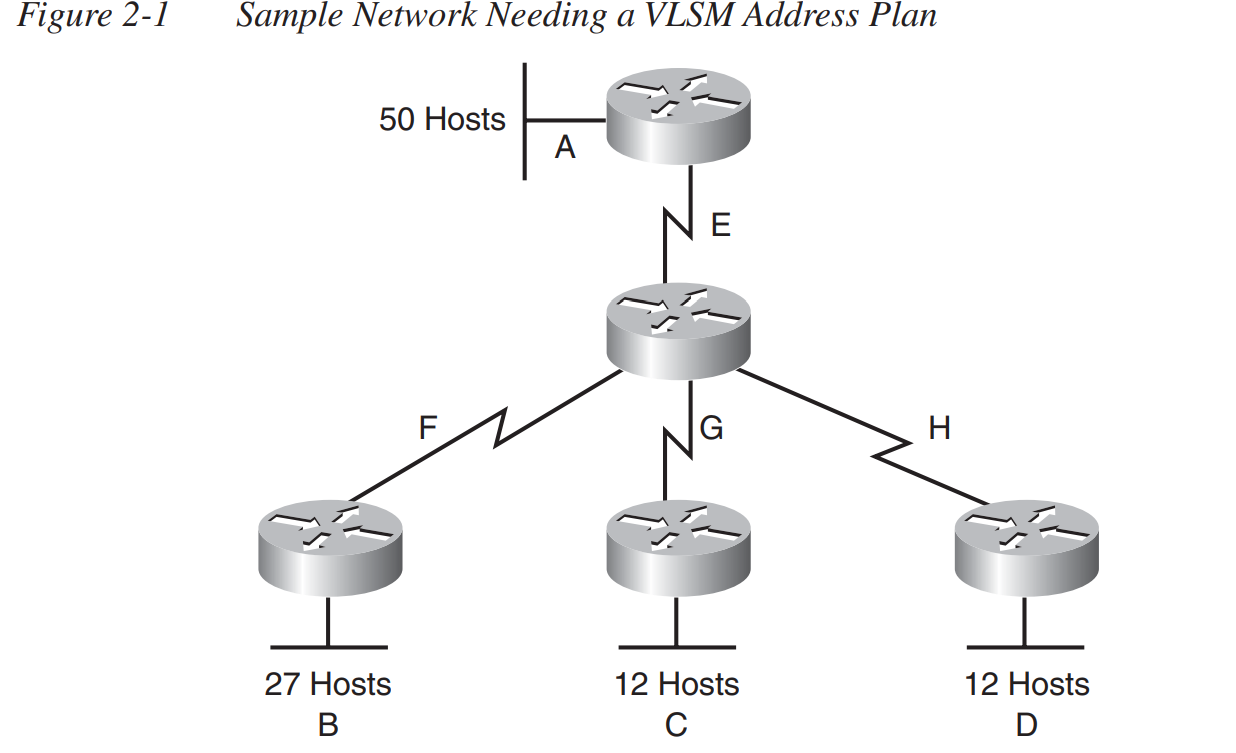 Figure 2-1 Sample Network Needing a VLSM Address Plan
50 Hosts
A
E
F
G
H
27 Hosts
B
12 Hosts
C
12 Hosts
D